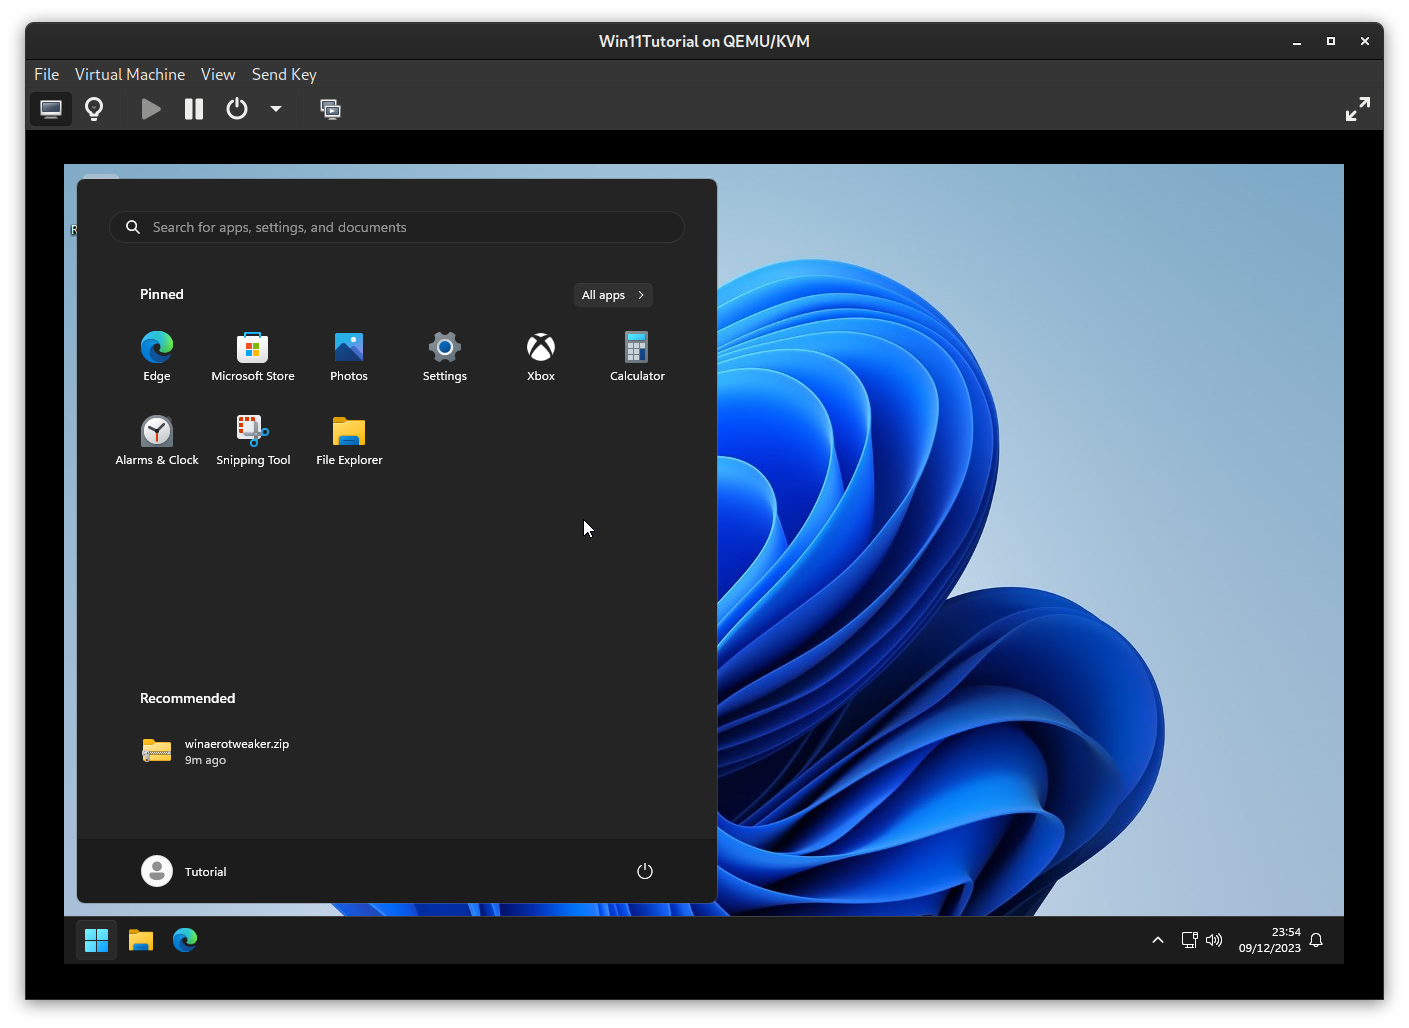 Win11Tutorial on QEMU/KVM
File Virtual Machine View Send Key
R
Search for apps, settings, and documents
Pinned
All apps
Edge
Microsoft Store
Photos
Settings
Xbox
Calculator
Alarms & Clock
Snipping Tool
File Explorer
Recommended
winaerotweaker.zip
9m ago
Tutorial
23:54
09/12/2023